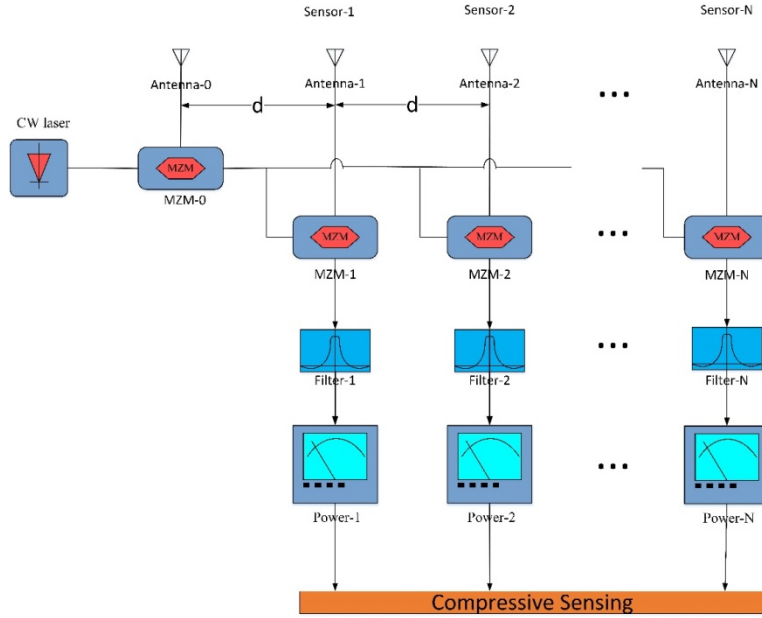 Sensor-1
Sensor-2
Sensor-N
Antenna-0
Antenna-1
Antenna-2
Antenna-N
...
d
d
CW laser
MZM
MZM-0
MZM
MZM
...
MZM
MZM-1
MZM-2
MZM-N
...
Filter-1
Filter-2
Filter-N
...
Power-1
Power-2
Power-N
Compressive Sensing